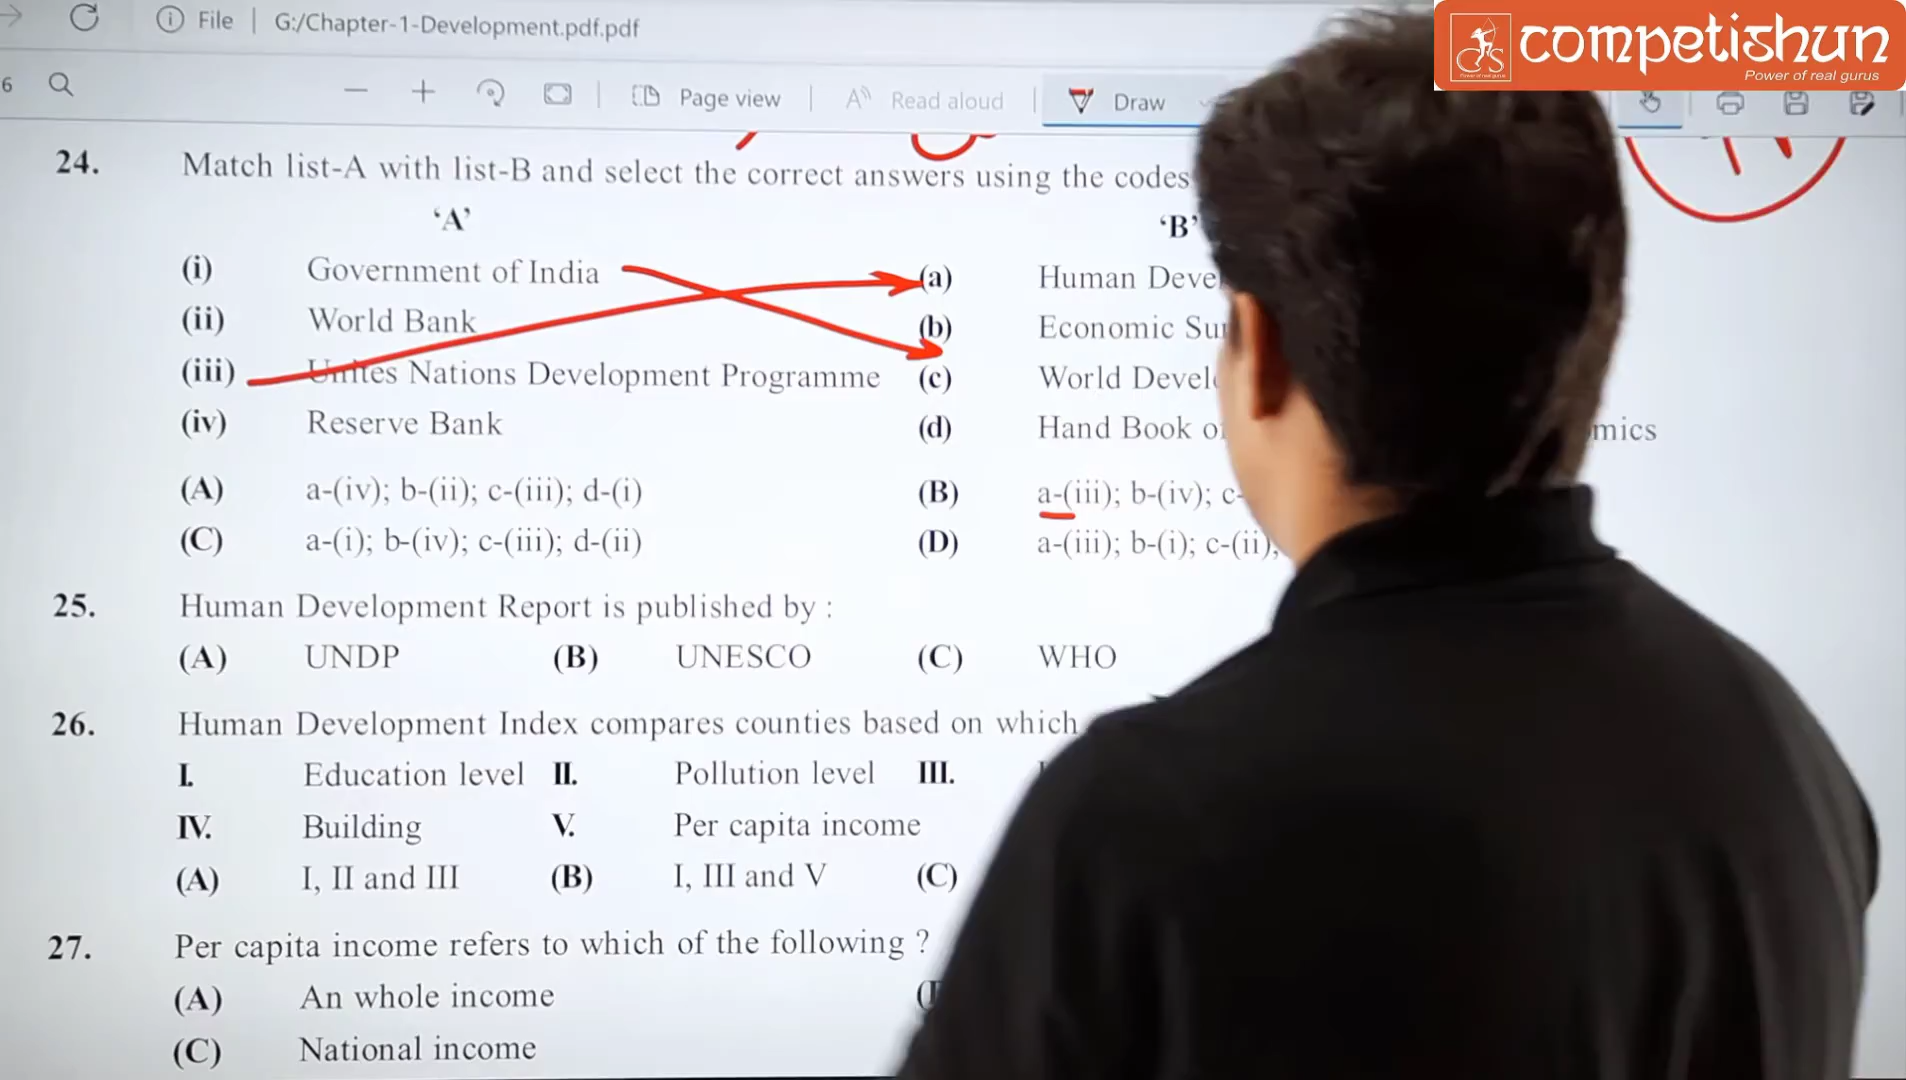 File | G:/Chapter-1-Development.pdf.pdf
competishun
Power of real gurus
6 Page view Read aloud Draw
24. Match list-A with list-B and select the correct answers using the codes
‘A’ ‘B’
(i) Government of India (a) Human
(ii) World Bank (b) Economic
(iii) Unites Nations Development Programme (c) World
(iv) Reserve Bank (d) Hand Book
(A) a-(iv); b-(ii); c-(iii); d-(i) (B) a-(iii); b-(iv);
(C) a-(i); b-(iv); c-(iii); d-(ii) (D) a-(iii); b-(i); c-(ii),
25. Human Development Report is published by :
(A) UNDP (B) UNESCO (C) WHO
26. Human Development Index compares counties based on which
I. Education level II. Pollution level III.
IV. Building V. Per capita income
(A) I, II and III (B) I, III and V (C)
27. Per capita income refers to which of the following ?
(A) An whole income
(C) National income